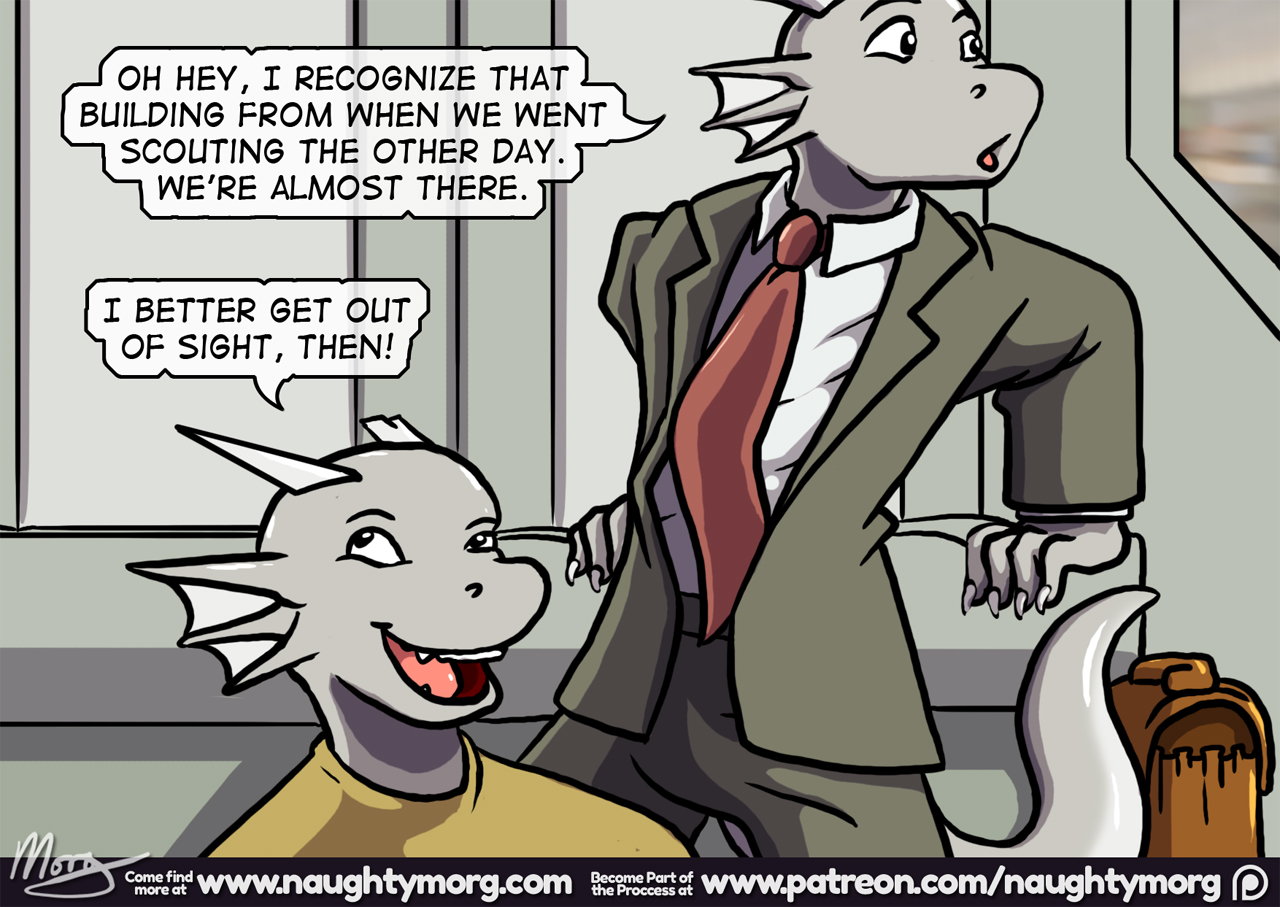 OH HEY, I RECOGNIZE THAT
BUILDING FROM WHEN WE WENT
SCOUTING THE OTHER DAY.
WE'RE ALMOST THERE.
I BETTER GET OUT
OF SIGHT, THEN!
Morg
Come find
more at
www.naughtymorg.com
Become Part of
the Proccess at
www.patreon.com/naughtymorg